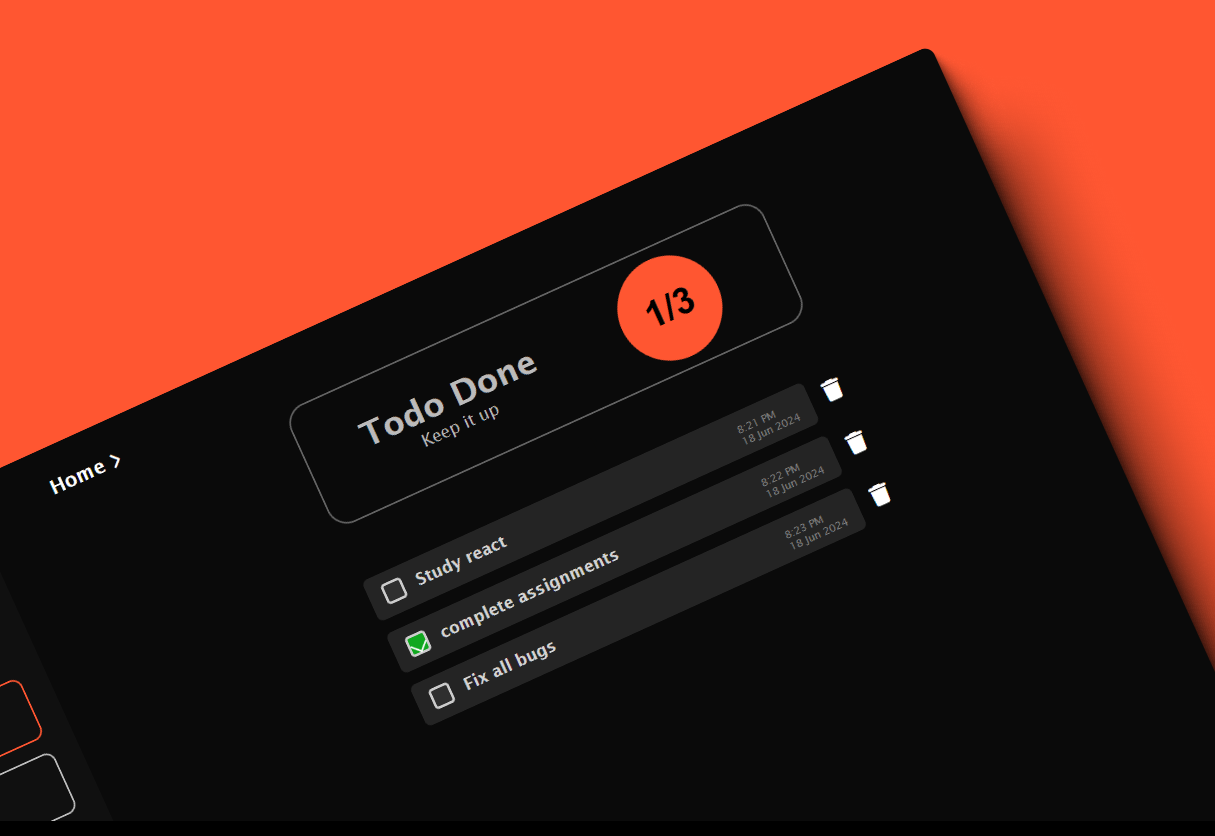 Home >
Todo Done
Keep it up
1/3
Study react
8:21 PM
18 Jun 2024
complete assignments
8:22 PM
18 Jun 2024
Fix all bugs
8:23 PM
18 Jun 2024